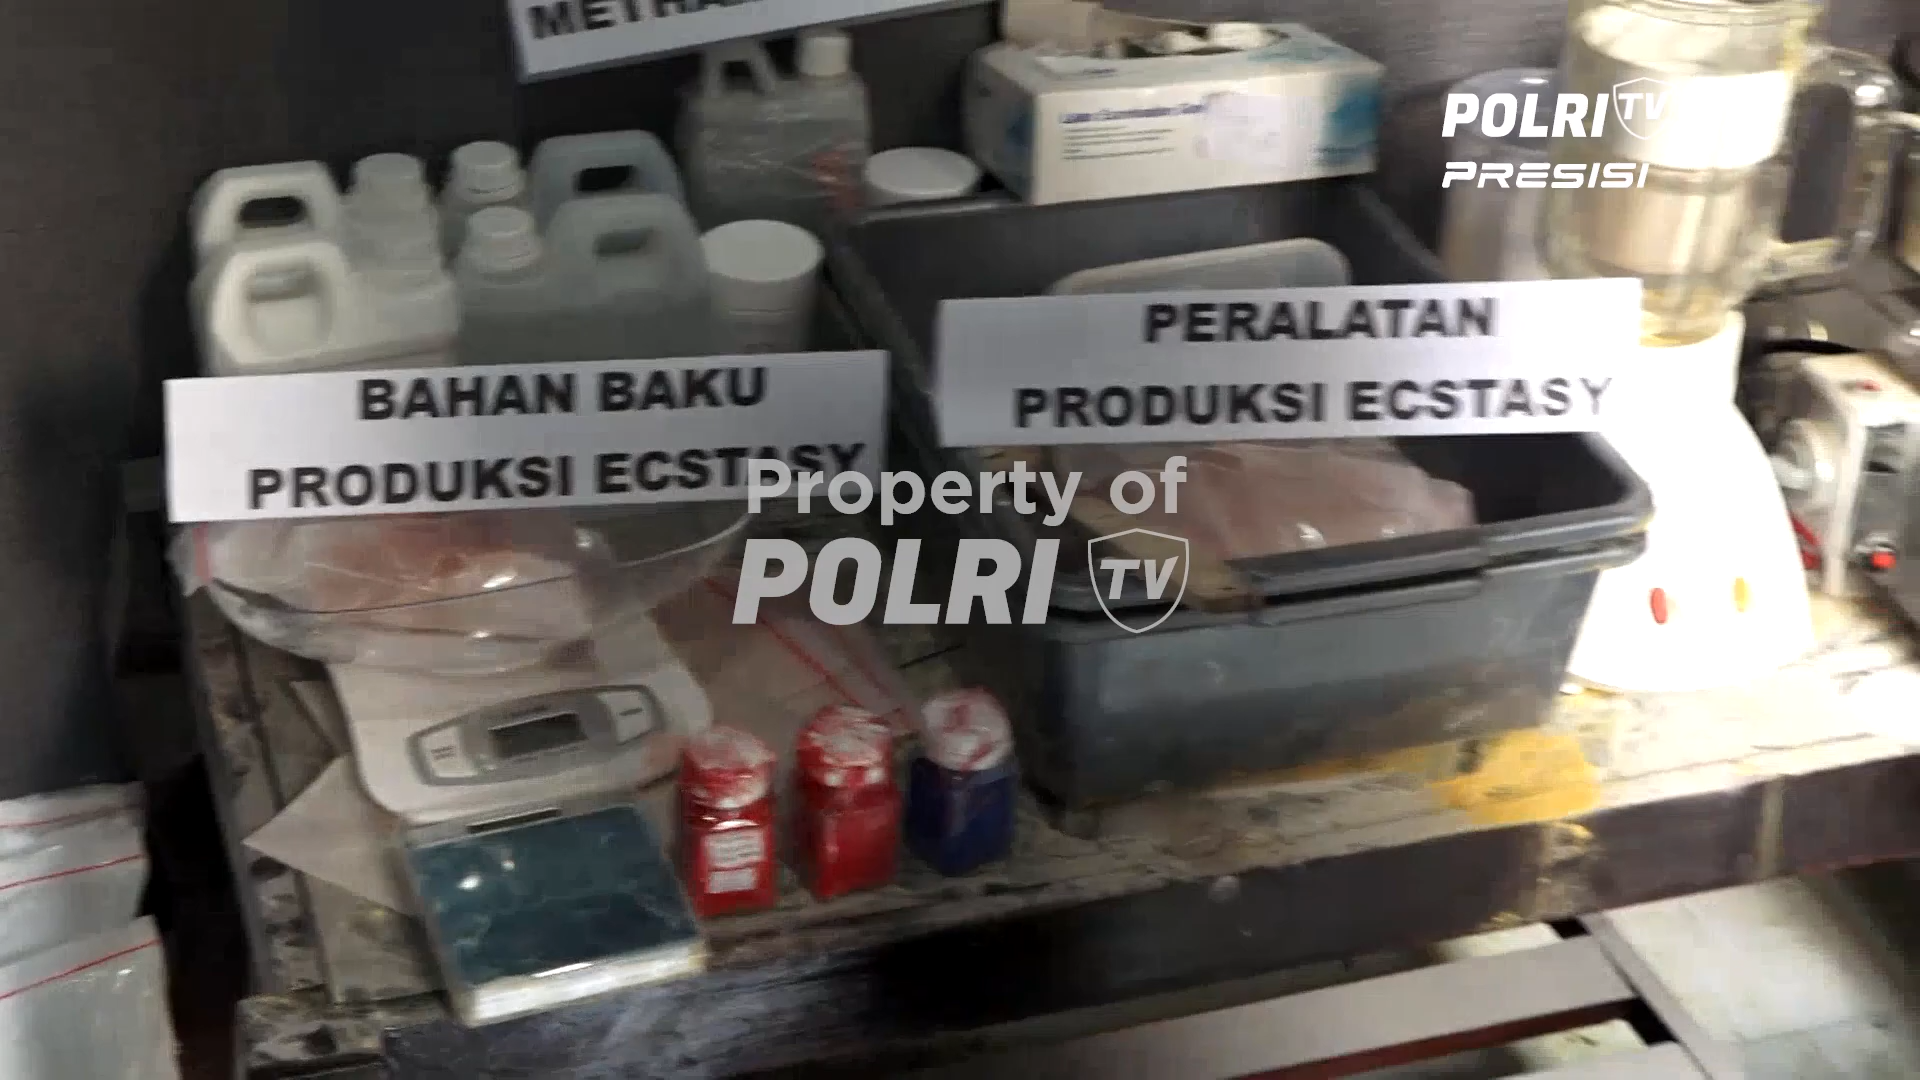 POLRI TV
PRESISI
PERALATAN
PRODUKSI ECSTASY
BAHAN BAKU
PRODUKSI ECSTASY
Property of
POLRI TV